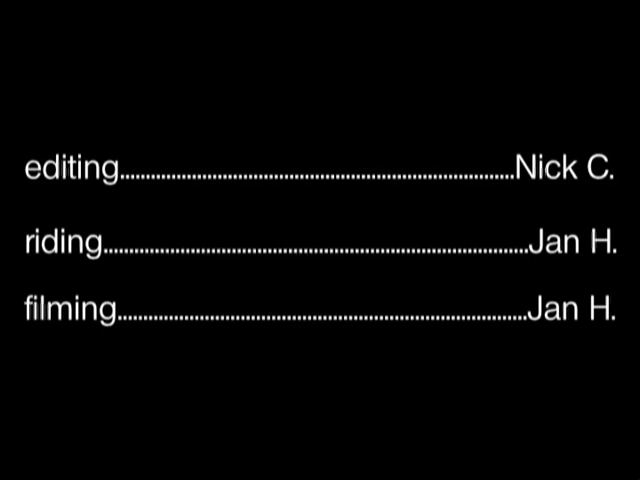 editing........................................................................Nick C.
riding..............................................................................Jan H.
filming...........................................................................Jan H.